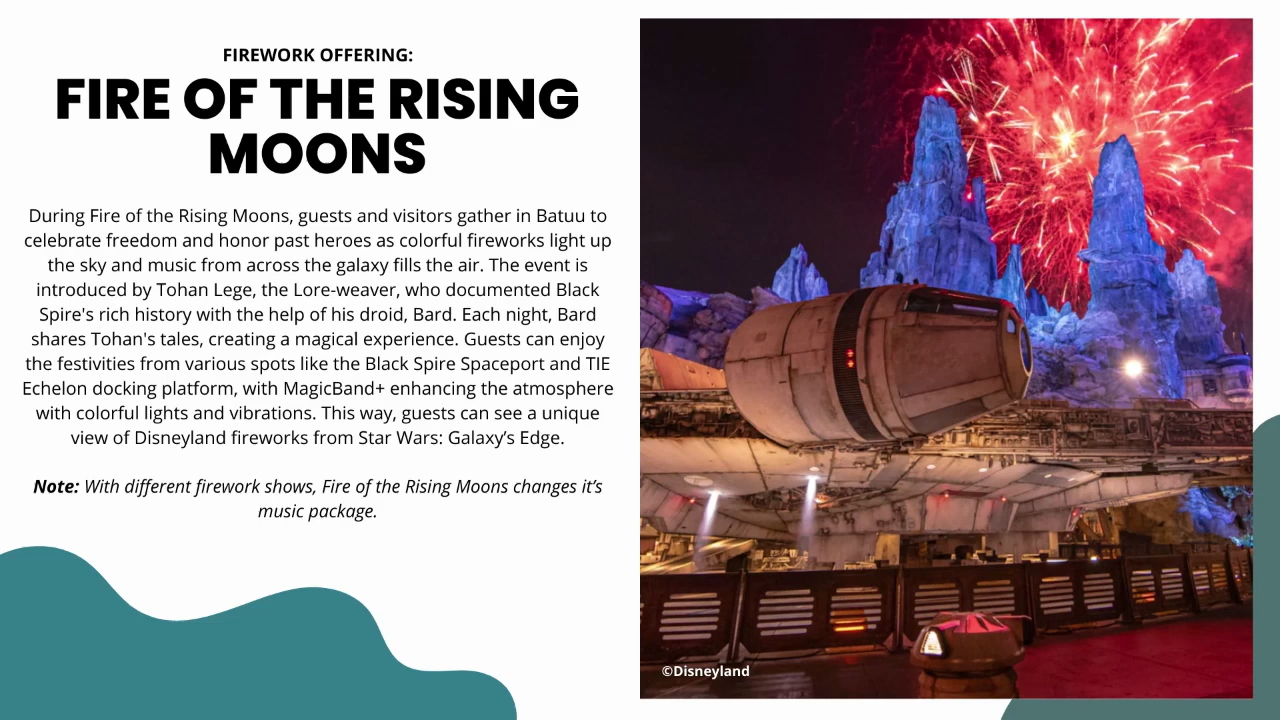 FIREWORK OFFERING:
FIRE OF THE RISING
MOONS
During Fire of the Rising Moons, guests and visitors gather in Batuu to
celebrate freedom and honor past heroes as colorful fireworks light up
the sky and music from across the galaxy fills the air. The event is
introduced by Tohan Lege, the Lore-weaver, who documented Black
Spire's rich history with the help of his droid, Bard. Each night, Bard
shares Tohan's tales, creating a magical experience. Guests can enjoy
the festivities from various spots like the Black Spire Spaceport and TIE
Echelon docking platform, with MagicBand+ enhancing the atmosphere
with colorful lights and vibrations. This way, guests can see a unique
view of Disneyland fireworks from Star Wars: Galaxy’s Edge.
Note: With different firework shows, Fire of the Rising Moons changes it’s
music package.
©Disneyland